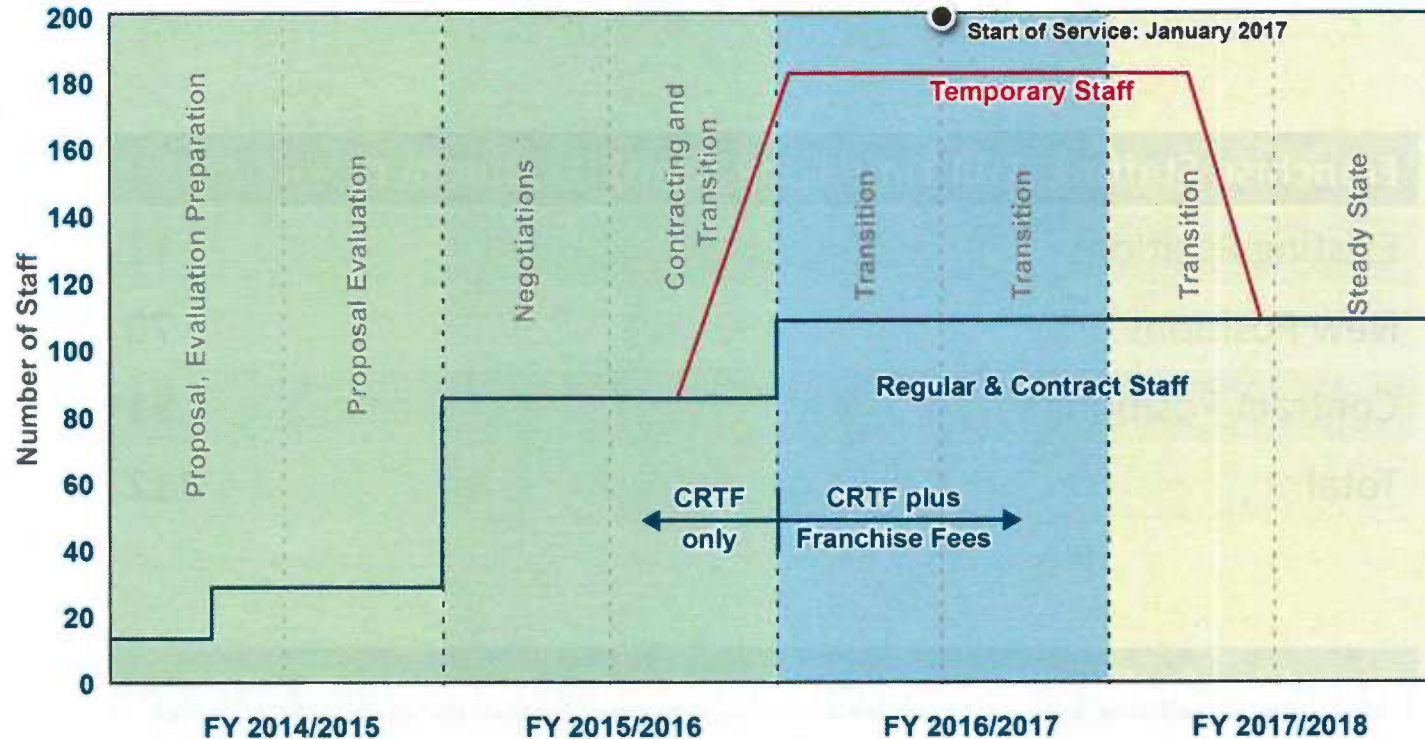 200
180
160
140
120
100
80
60
40
20
0
Number of Staff
Start of Service: January 2017
Temporary Staff
Proposal, Evaluation Preparation
Proposal Evaluation
Negotiations
Contracting and
Transition
Transition
Transition
Transition
Steady State
Regular & Contract Staff
CRTF
only
CRTF plus
Franchise Fees
FY 2014/2015
FY 2015/2016
FY 2016/2017
FY 2017/2018